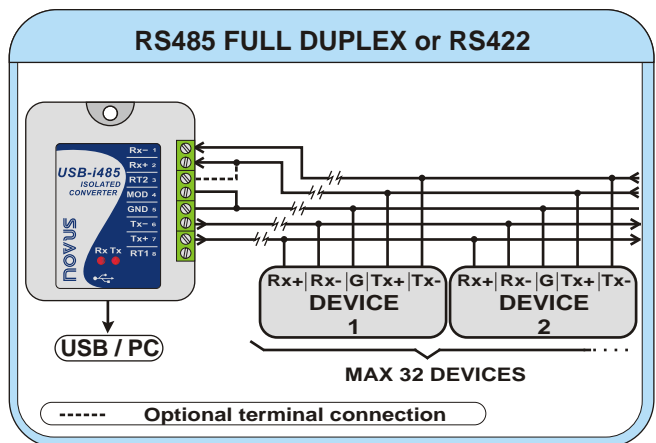 RS485 FULL DUPLEX or RS422
Rx- 1
Rx+ 2
RT2 3
MOD 4
GND 5
Tx- 6
Tx+ 7
RT1 8
USB-i485
ISOLATED
CONVERTER
NOVUS
Rx Tx
USB / PC
Rx+|Rx-|G|Tx+|Tx-
DEVICE
1
Rx+|Rx-|G|Tx+|Tx-
DEVICE
2
MAX 32 DEVICES
Optional terminal connection